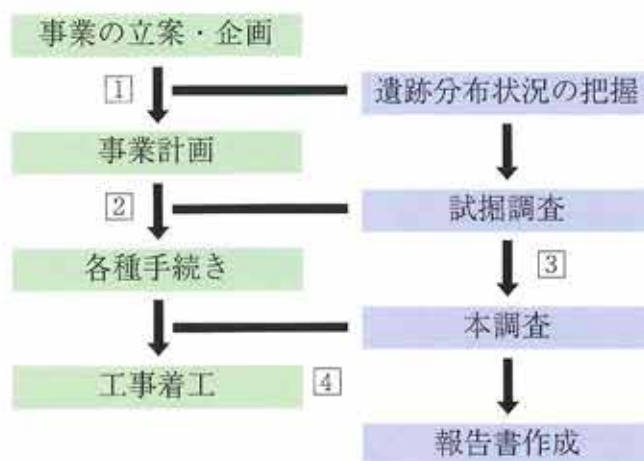 事業の立案・企画
1
遺跡分布状況の把握
事業計画
2
試掘調査
各種手続き
3
本調査
工事着工
4
報告書作成